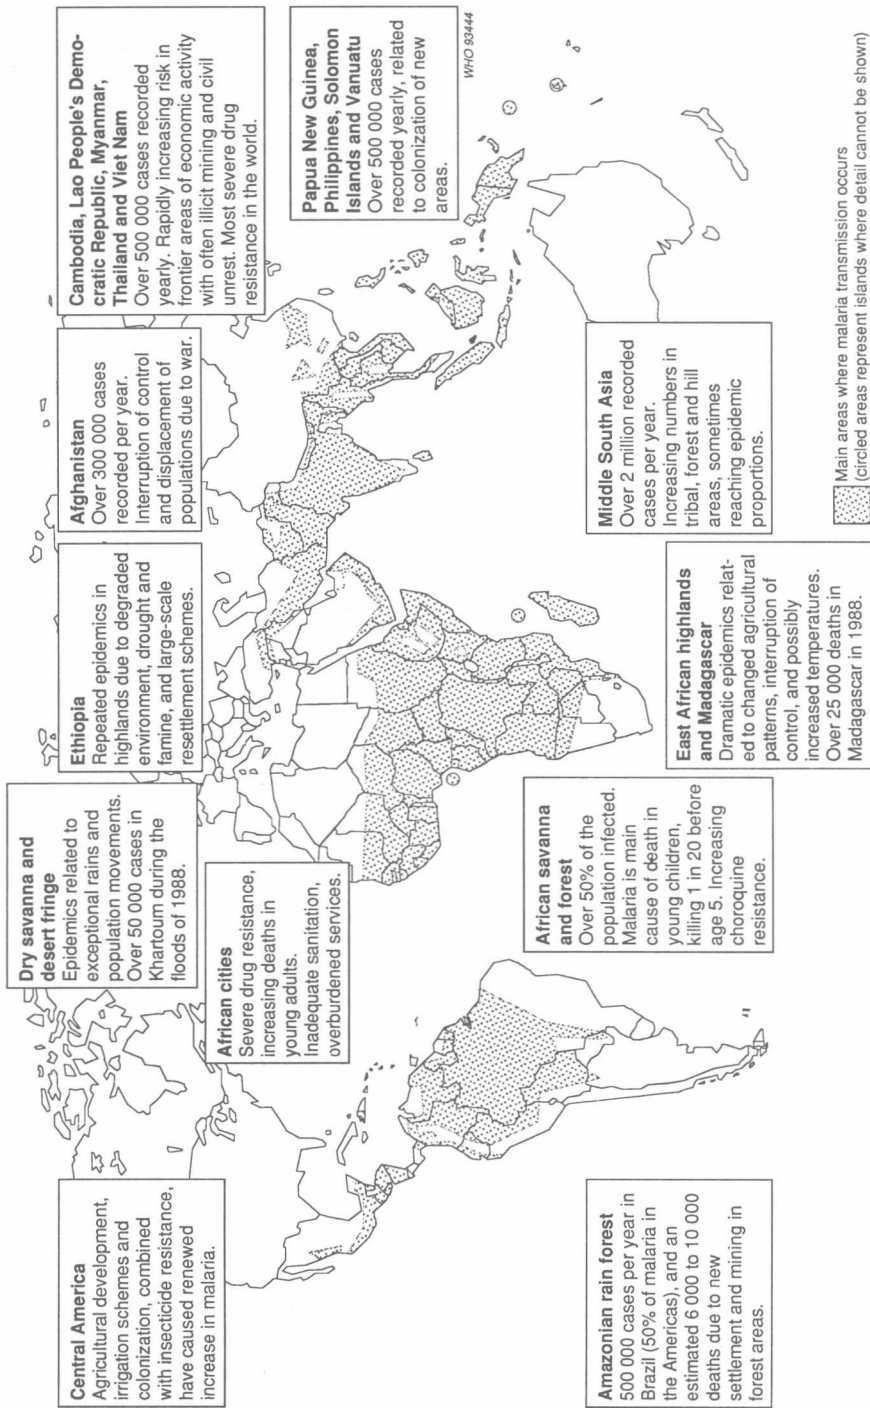 Central America
Agricultural development,
irrigation schemes and
colonization, combined
with insecticide resistance,
have caused renewed
increase in malaria.
Dry savanna and
desert fringe
Epidemics related to
exceptional rains and
population movements.
Over 50 000 cases in
Khartoum during the
floods of 1988.
African cities
Severe drug resistance,
increasing deaths in
young adults.
Inadequate sanitation,
overburdened services.
Ethiopia
Repeated epidemics in
highlands due to degraded
environment, drought and
famine, and large-scale
resettlement schemes.
Afghanistan
Over 300 000 cases
recorded per year.
Interruption of control
and displacement of
populations due to war.
Cambodia, Lao People's Demo-
cratic Republic, Myanmar,
Thailand and Viet Nam
Over 500 000 cases recorded
yearly. Rapidly increasing risk in
frontier areas of economic activity
with often illicit mining and civil
unrest. Most severe drug
resistance in the world.
Papua New Guinea,
Philippines, Solomon
Islands and Vanuatu
Over 500 000 cases
recorded yearly, related
to colonization of new
areas.
WHO 93444
Amazonian rain forest
500 000 cases per year in
Brazil (50% of malaria in
the Americas), and an
estimated 6 000 to 10 000
deaths due to new
settlement and mining in
forest areas.
African savanna
and forest
Over 50% of the
population infected.
Malaria is main
cause of death in
young children,
killing 1 in 20 before
age 5. Increasing
choroquine
resistance.
East African highlands
and Madagascar
Dramatic epidemics relat-
ed to changed agricultural
patterns, interruption of
control, and possibly
increased temperatures.
Over 25 000 deaths in
Madagascar in 1988.
Middle South Asia
Over 2 million recorded
cases per year.
Increasing numbers in
tribal, forest and hill
areas, sometimes
reaching epidemic
proportions.
Main areas where malaria transmission occurs
(circled areas represent islands where detail cannot be shown)